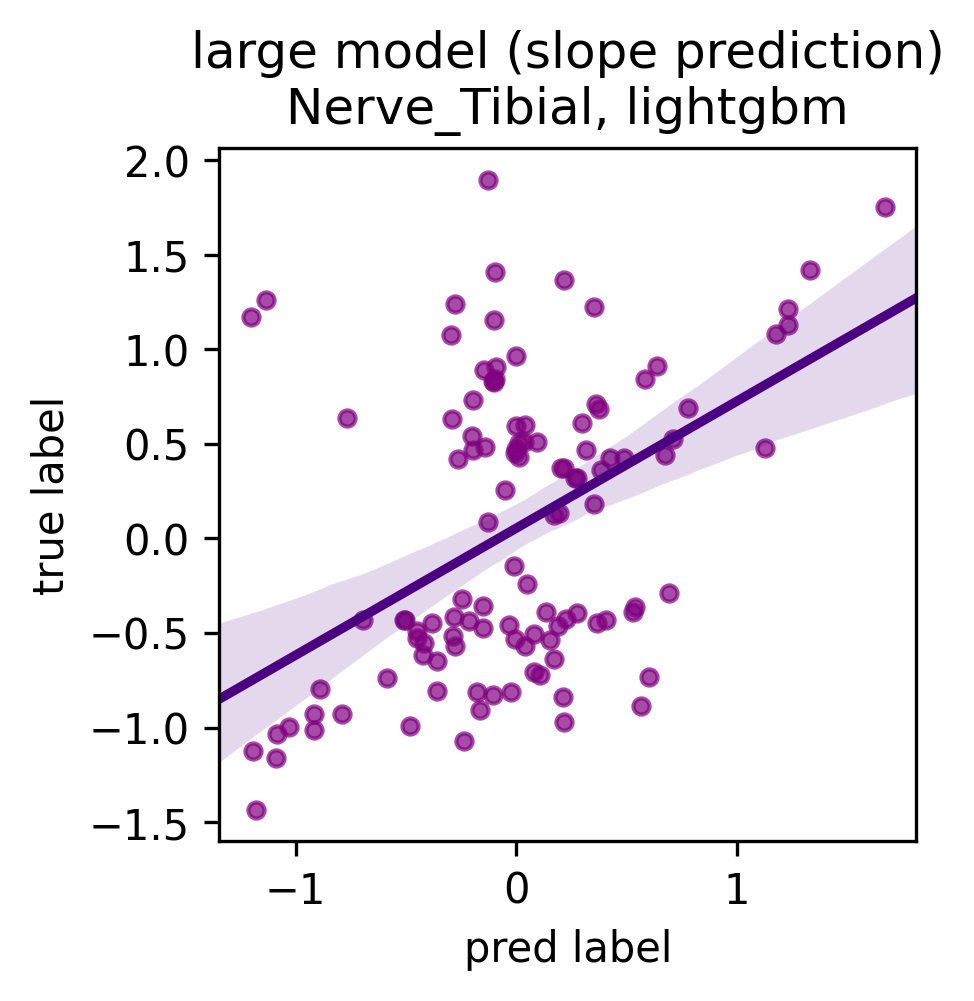 large model (slope prediction)
Nerve_Tibial, lightgbm
2.0
1.5
1.0
0.5
0.0
−0.5
−1.0
−1.5
true label
−1
0
1
pred label